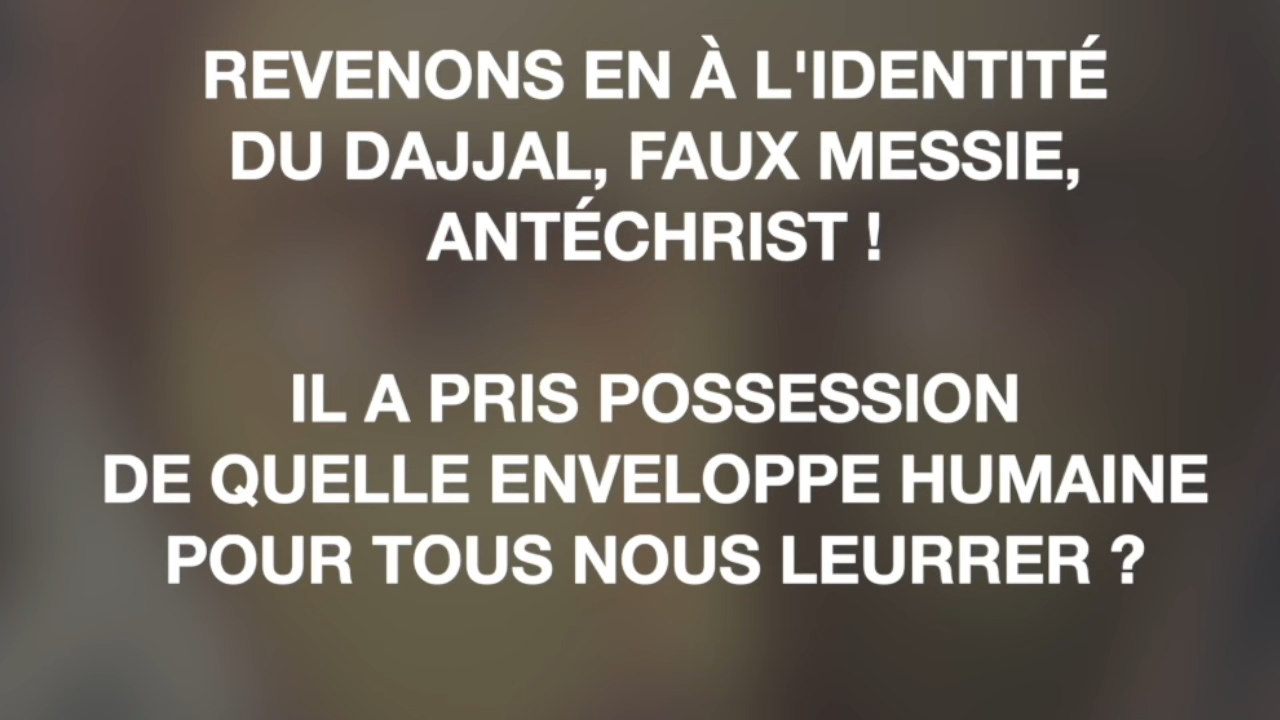 REVENONS EN À L'IDENTITÉ
DU DAJJAL, FAUX MESSIE,
ANTÉCHRIST !
IL A PRIS POSSESSION
DE QUELLE ENVELOPPE HUMAINE
POUR TOUS NOUS LEURRER ?